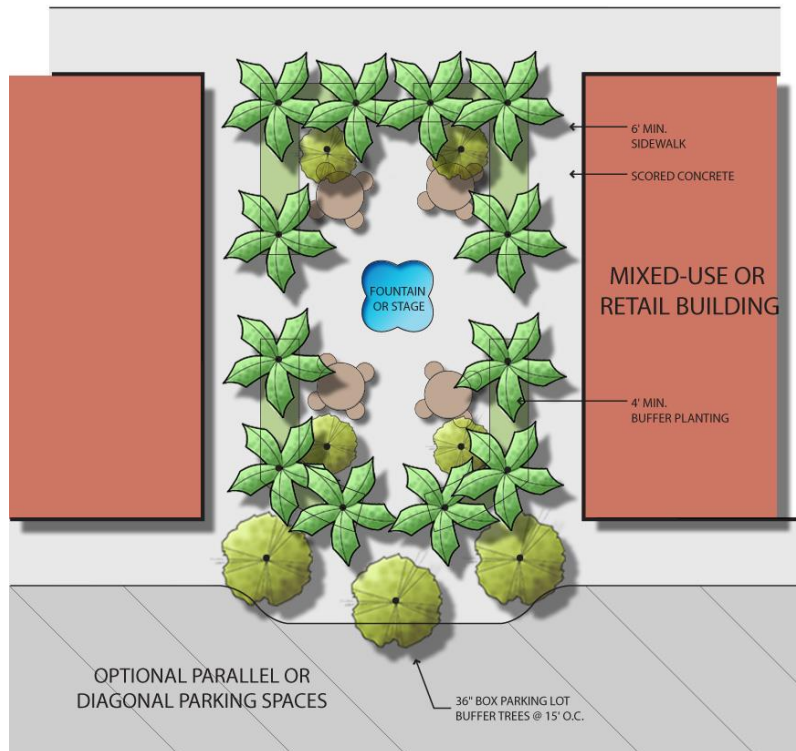 6' MIN.
SIDEWALK
SCORED CONCRETE
MIXED-USE OR
RETAIL BUILDING
FOUNTAIN
OR STAGE
4' MIN.
BUFFER PLANTING
OPTIONAL PARALLEL OR
DIAGONAL PARKING SPACES
36" BOX PARKING LOT
BUFFER TREES @ 15' O.C.